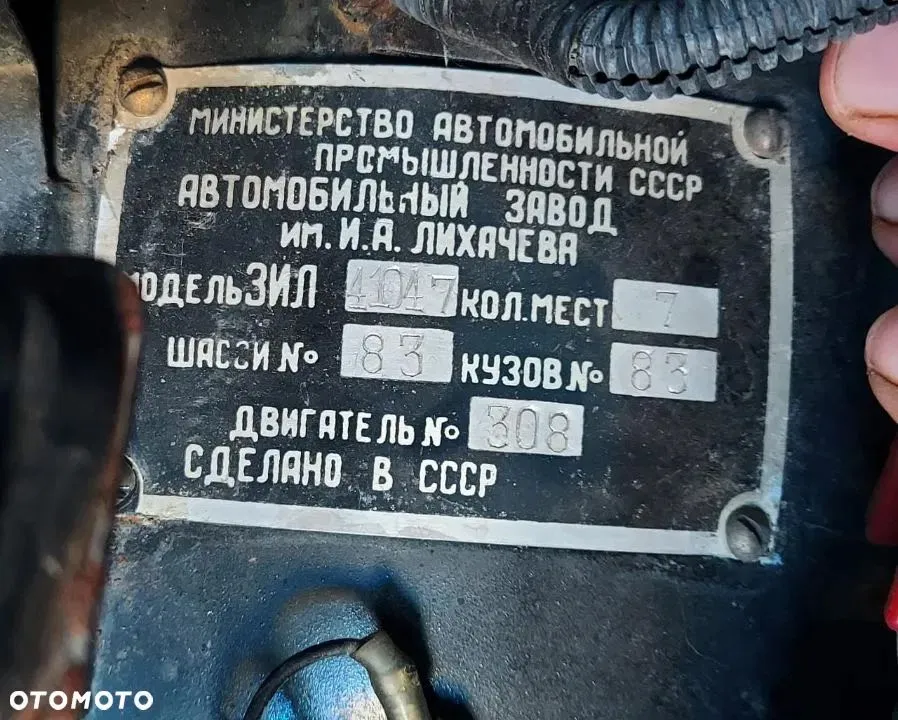 МИНИСТЕРСТВО АВТОМОБИЛЬНОЙ
ПРОМЫШЛЕННОСТИ СССР
АВТОМОБИЛЬНЫЙ ЗАВОД
ИМ. И.А. ЛИХАЧЕВА
МОДЕЛЬ ЗИЛ 41047 КОЛ. МЕСТ 7
ШАССИ № 83 КУЗОВ № 83
ДВИГАТЕЛЬ № 308
СДЕЛАНО В СССР
OTOMOTO